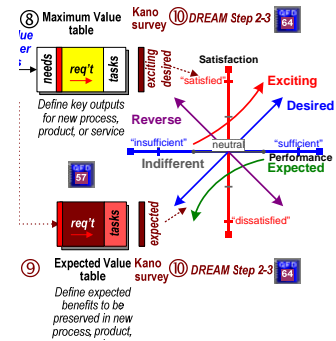 ⑧ Maximum Value
table
Kano
survey
⑩ DREAM Step 2-3
QFD
64
needs
req't
tasks
exciting
desired
Define key outputs
for new process,
product, or service
Satisfaction
"satisfied"
Exciting
Desired
Reverse
"insufficient"
neutral
"sufficient"
Indifferent
Performance
Expected
"dissatisfied"
QFD
57
req't
tasks
expected
⑨ Expected Value
table
Kano
survey
⑩ DREAM Step 2-3
QFD
64
Define expected
benefits to be
preserved in new
process, product,